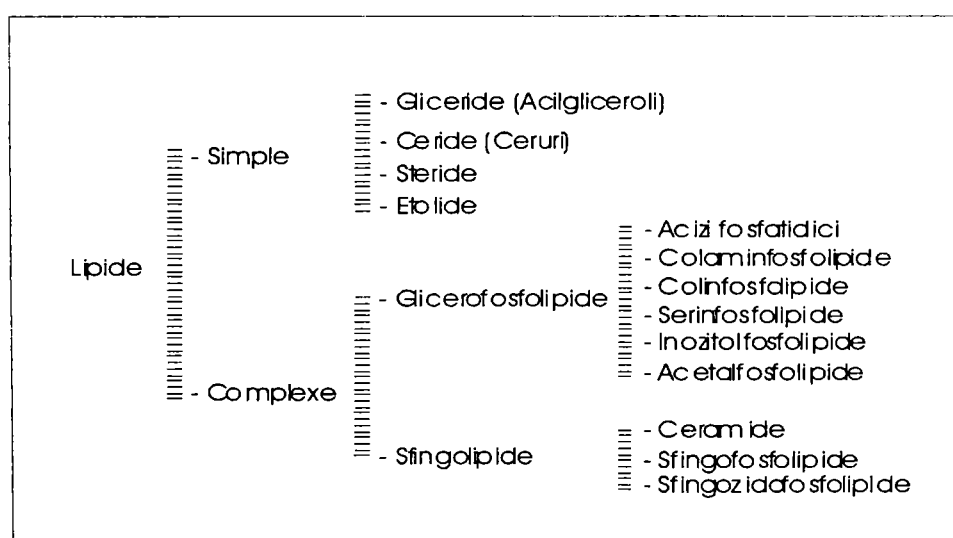 Lipide
- Simple
- Gliceride (Acilgliceroli)
- Ceride (Ceruri)
- Steride
- Etolide
- Complexe
- Glicerofosfolipide
- Acizi fosfatidici
- Colaminfosfolipide
- Colinfosfolipide
- Serinfosfolipide
- Inozitolfosfolipide
- Acetalfosfolipide
- Sfingolipide
- Ceramide
- Sfingofosfolipide
- Sfingozidofosfolipide